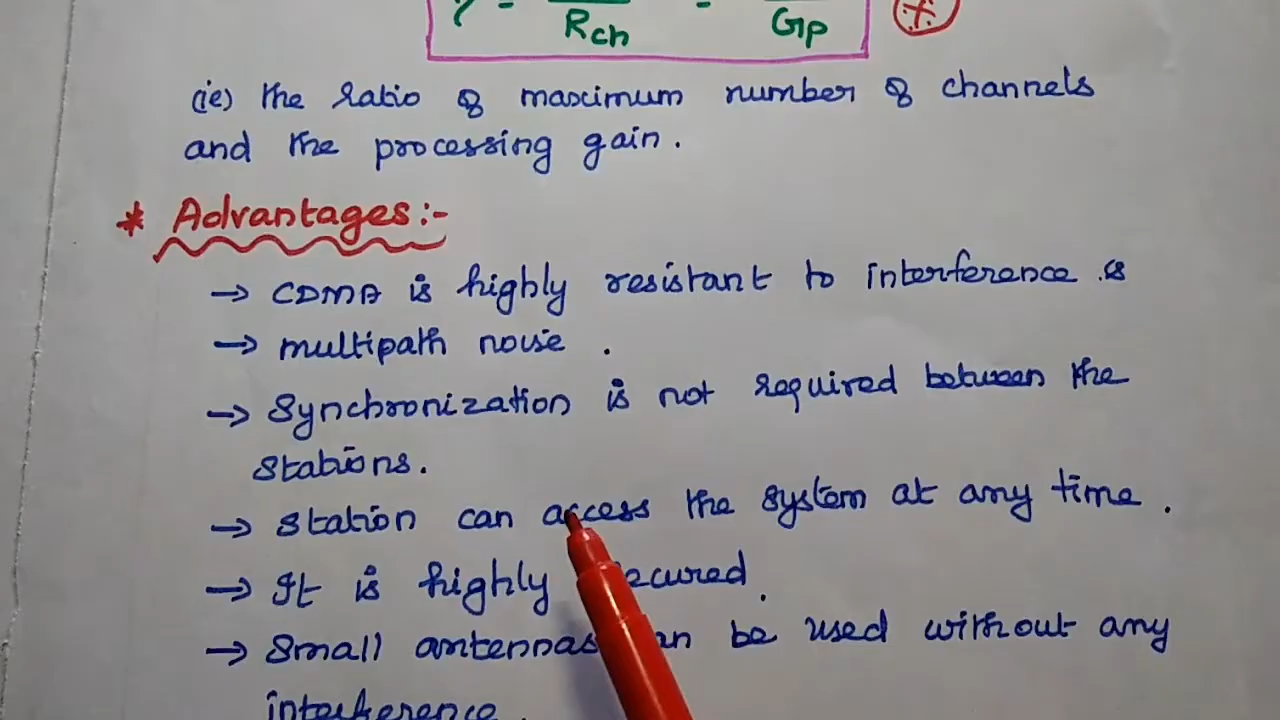 η = / Rch = / Gp
(ie) the ratio of maximum number of channels
and the processing gain.
* Advantages:-
→ CDMA is highly resistant to interference &
→ multipath noise.
→ Synchronization is not required between the
stations.
→ Station can access the system at any time.
→ It is highly secured.
→ Small antennas can be used without any
interference.